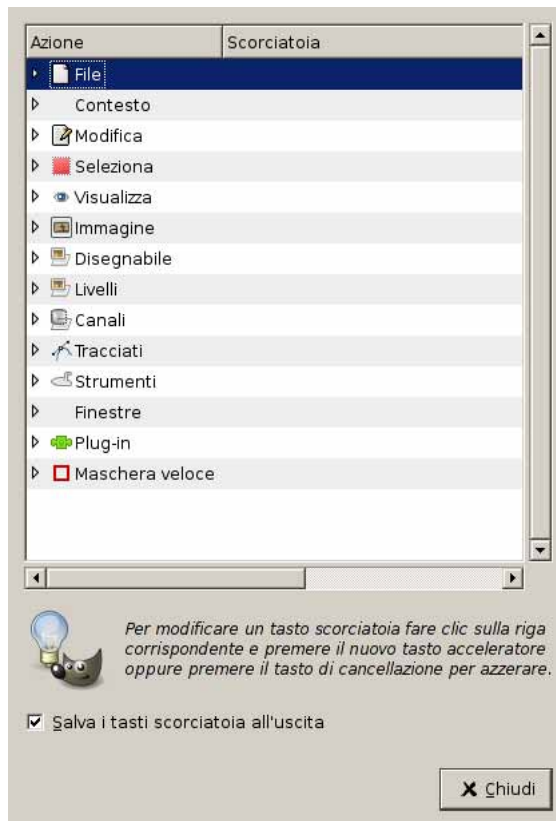 Azione Scorciatoia
File
Contesto
Modifica
Seleziona
Visualizza
Immagine
Disegnabile
Livelli
Canali
Tracciati
Strumenti
Finestre
Plug-in
Maschera veloce
Per modificare un tasto scorciatoia fare clic sulla riga
corrispondente e premere il nuovo tasto acceleratore
oppure premere il tasto di cancellazione per azzerare.
Salva i tasti scorciatoia all'uscita
Chiudi